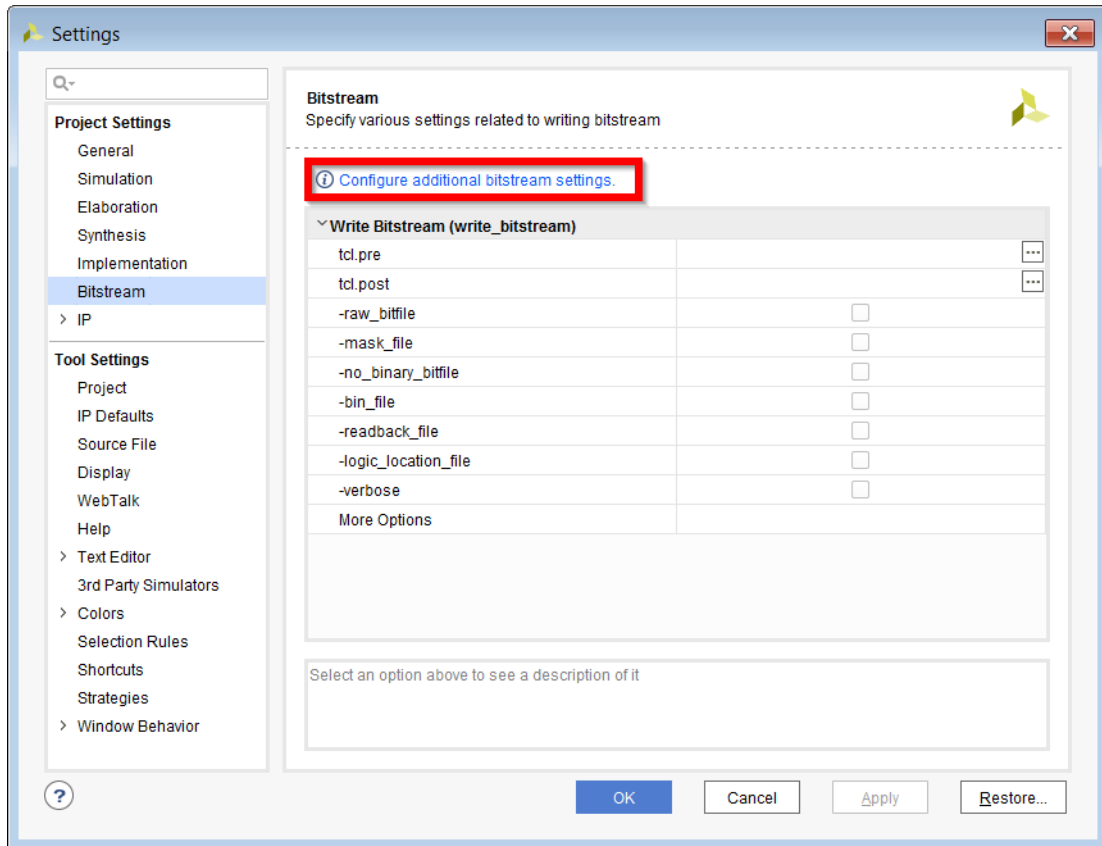 Settings
Project Settings
General
Simulation
Elaboration
Synthesis
Implementation
Bitstream
> IP
Tool Settings
Project
IP Defaults
Source File
Display
WebTalk
Help
> Text Editor
3rd Party Simulators
> Colors
Selection Rules
Shortcuts
Strategies
> Window Behavior
Bitstream
Specify various settings related to writing bitstream
Configure additional bitstream settings.
Write Bitstream (write_bitstream)
tcl.pre ...
tcl.post ...
-raw_bitfile
-mask_file
-no_binary_bitfile
-bin_file
-readback_file
-logic_location_file
-verbose
More Options
Select an option above to see a description of it
? OK Cancel Apply Restore...